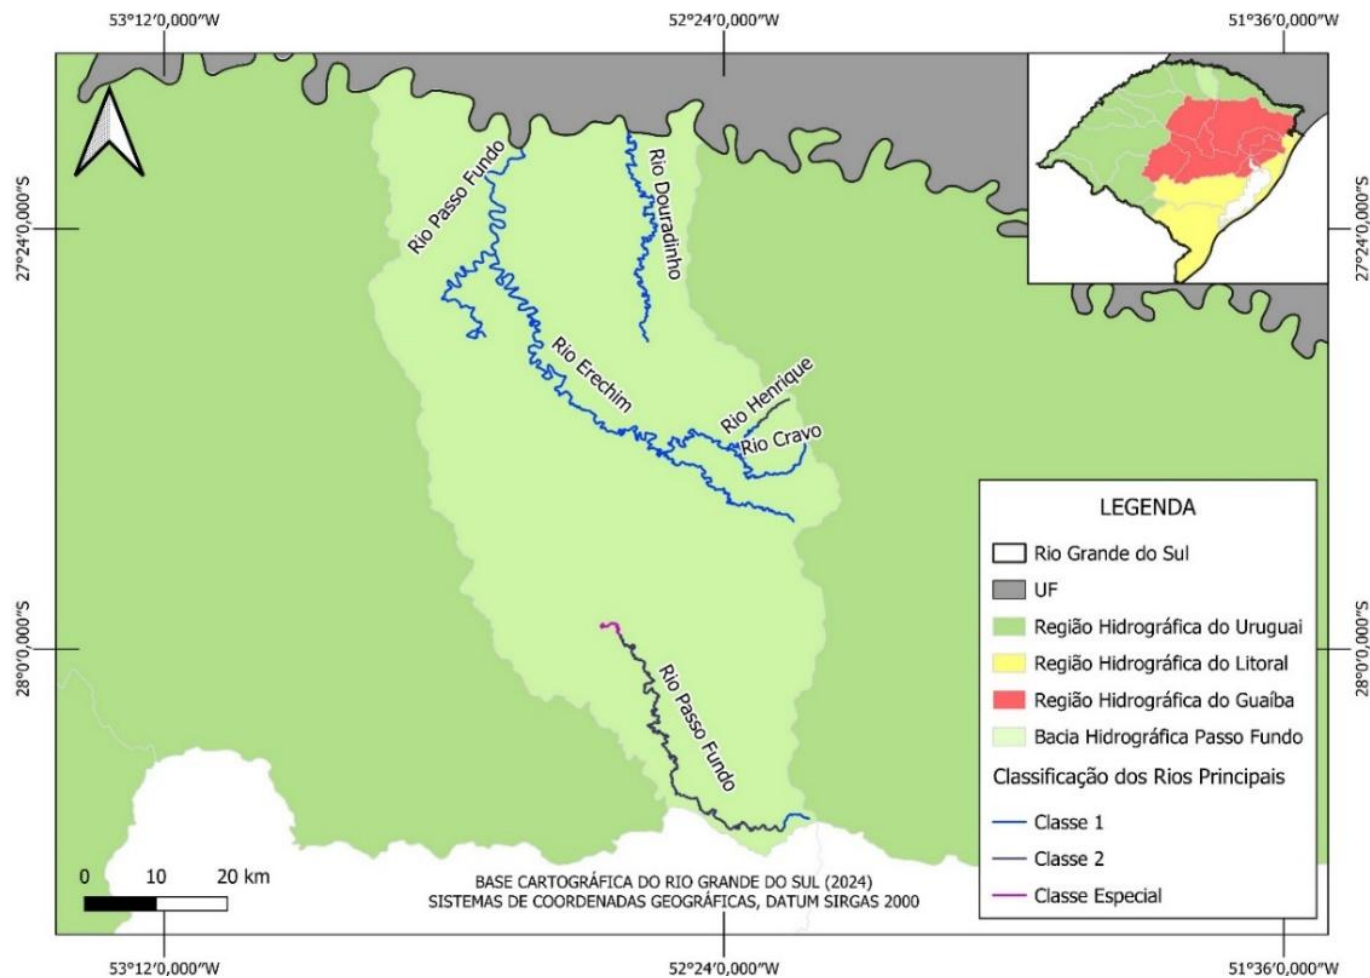 53°12′0,000″W
52°24′0,000″W
51°36′0,000″W
27°24′0,000″S
27°24′0,000″S
Rio Passo Fundo
Rio Douradinho
Rio Erechim
Rio Henrique
Rio Cravo
28°0′0,000″S
28°0′0,000″S
Rio Passo Fundo
LEGENDA
Rio Grande do Sul
UF
Região Hidrográfica do Uruguai
Região Hidrográfica do Litoral
Região Hidrográfica do Guaíba
Bacia Hidrográfica Passo Fundo
Classificação dos Rios Principais
Classe 1
Classe 2
Classe Especial
0 10 20 km
BASE CARTOGRÁFICA DO RIO GRANDE DO SUL (2024)
SISTEMAS DE COORDENADAS GEOGRÁFICAS, DATUM SIRGAS 2000
53°12′0,000″W
52°24′0,000″W
51°36′0,000″W